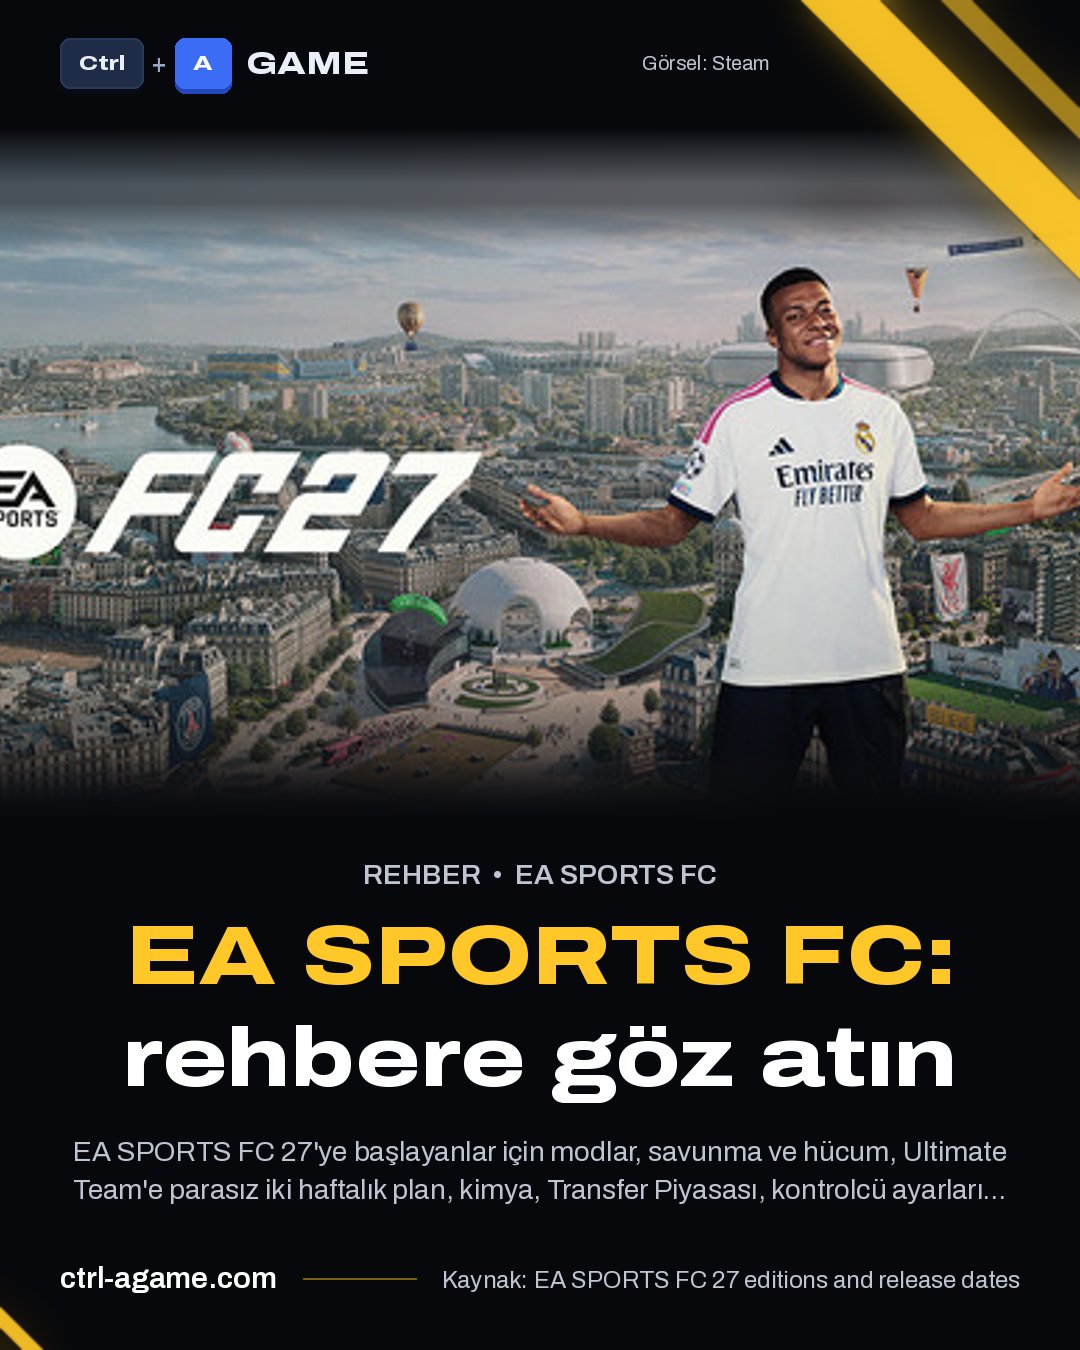 Ctrl + A GAME
Görsel: Steam
EA SPORTS FC27
Emirates
FLY BETTER
REHBER • EA SPORTS FC
EA SPORTS FC:
rehbere göz atın
EA SPORTS FC 27'ye başlayanlar için modlar, savunma ve hücum, Ultimate
Team'e parasız iki haftalık plan, kimya, Transfer Piyasası, kontrolcü ayarları...
ctrl-agame.com
Kaynak: EA SPORTS FC 27 editions and release dates